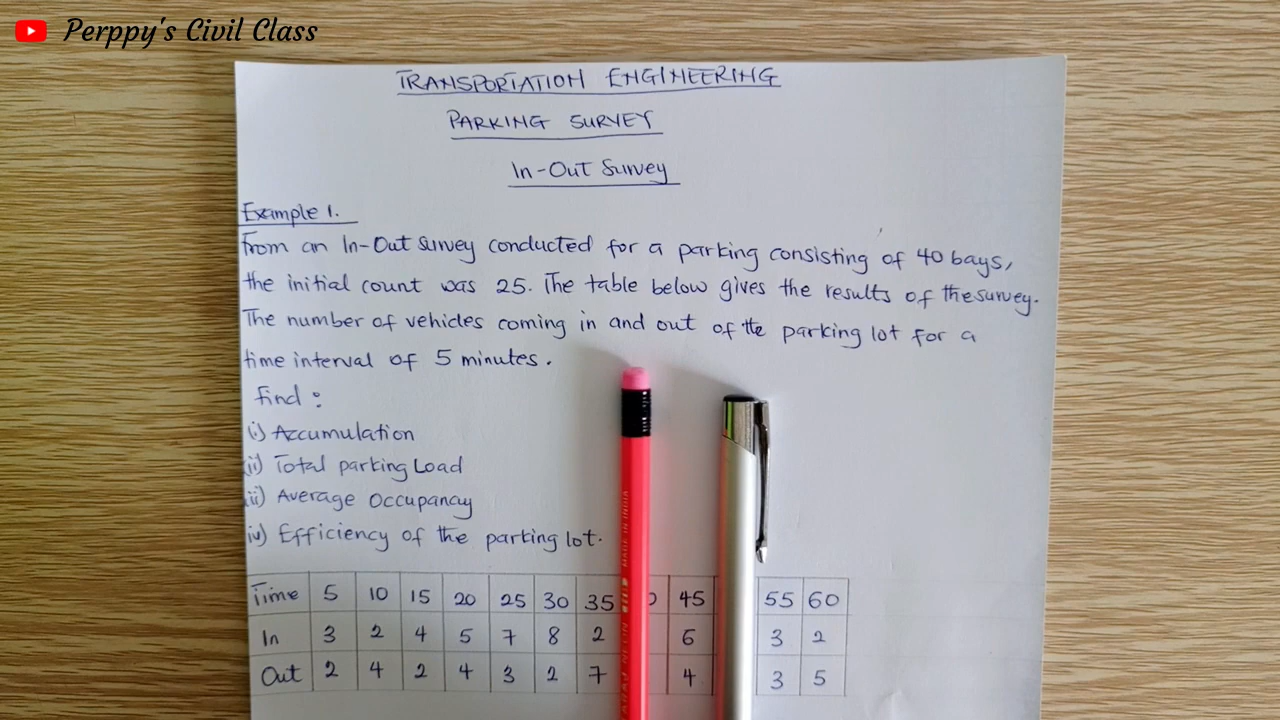 Perppy's Civil Class
TRANSPORTATION ENGINEERING
PARKING SURVEY
In-Out Survey
Example 1.
From an In-Out survey conducted for a parking consisting of 40 bays,
the initial count was 25. The table below gives the results of the survey.
The number of vehicles coming in and out of the parking lot for a
time interval of 5 minutes.
Find:
(i) Accumulation
(ii) Total parking Load
(iii) Average Occupancy
(iv) Efficiency of the parking lot.
MADE IN INDIA
Time 5 10 15 20 25 30 35 45 55 60
In 3 2 4 5 7 8 2 6 3 2
Out 2 4 2 4 3 2 7 4 3 5